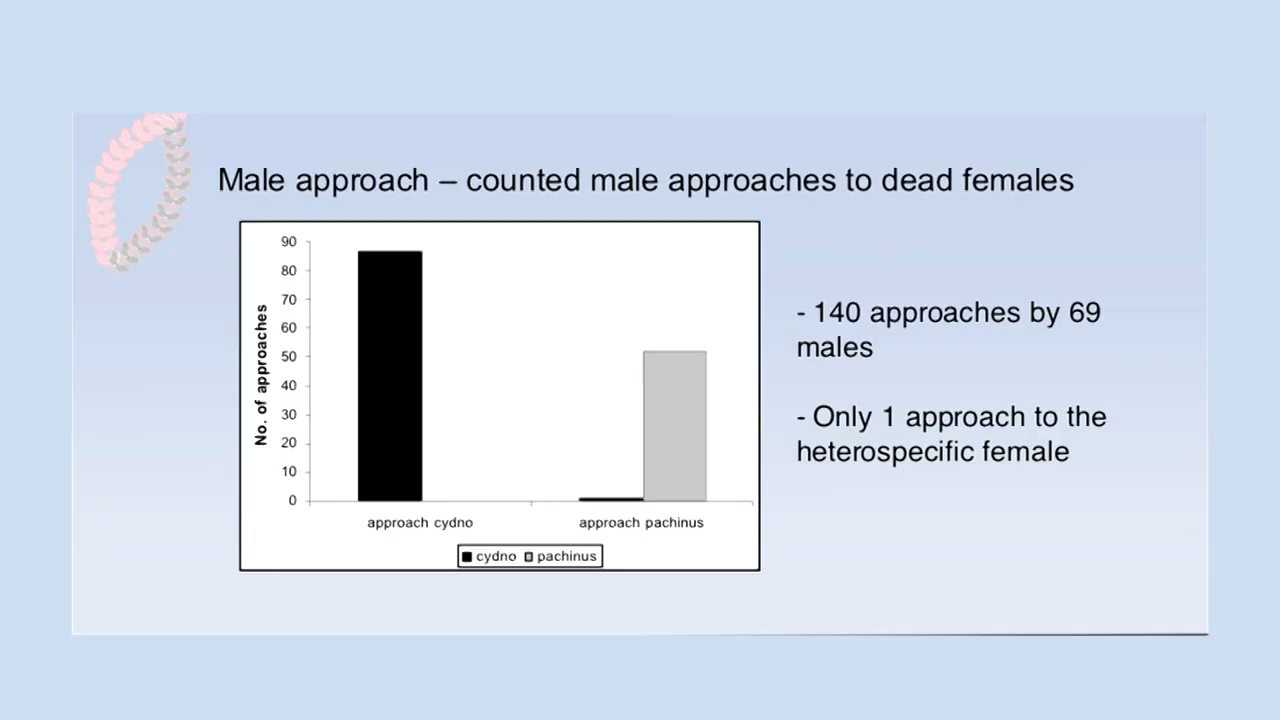 Male approach – counted male approaches to dead females
No. of approaches
90
80
70
60
50
40
30
20
10
0
approach cydno
approach pachinus
cydno pachinus
- 140 approaches by 69
males
- Only 1 approach to the
heterospecific female